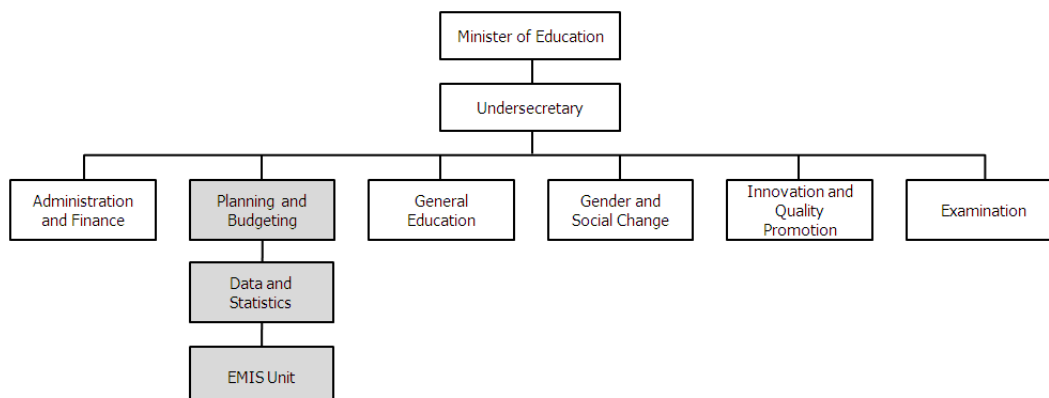 Minister of Education
Undersecretary
Administration
and Finance
Planning and
Budgeting
General
Education
Gender and
Social Change
Innovation and
Quality
Promotion
Examination
Data and
Statistics
EMIS Unit